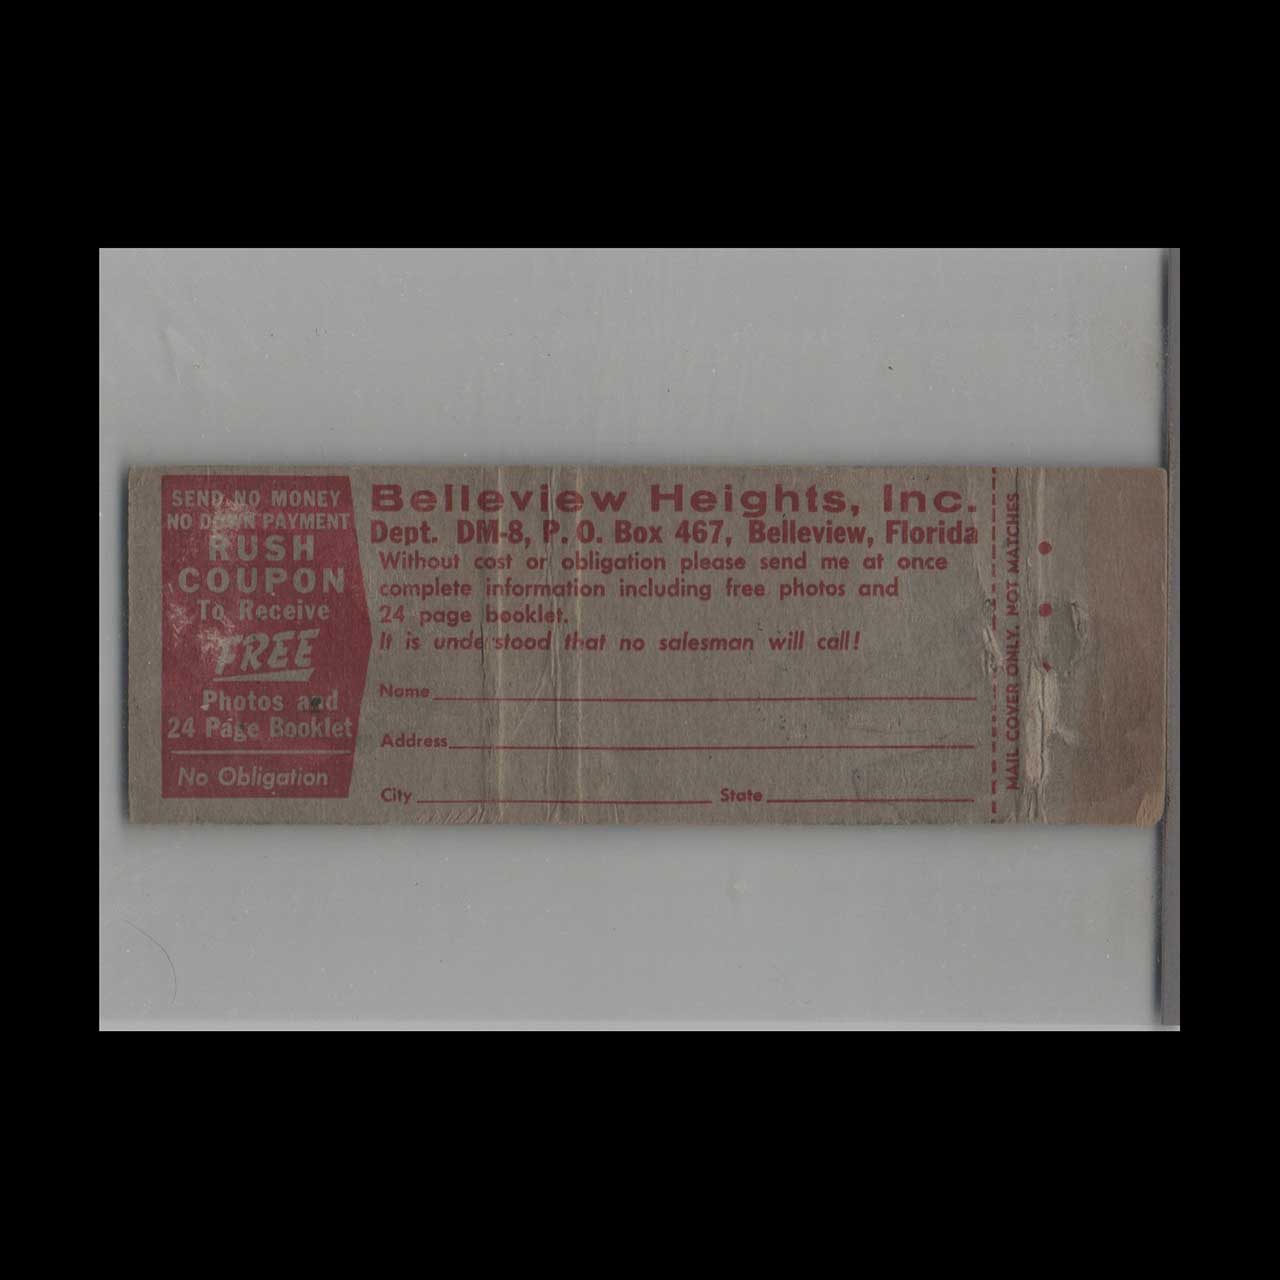 SEND NO MONEY
NO DOWN PAYMENT
RUSH
COUPON
To Receive
FREE
Photos and
24 Page Booklet
No Obligation
Belleview Heights, Inc.
Dept. DM-8, P. O. Box 467, Belleview, Florida
Without cost or obligation please send me at once
complete information including free photos and
24 page booklet.
It is understood that no salesman will call!
Name
Address
City State
MAIL COVER ONLY, NOT MATCHES